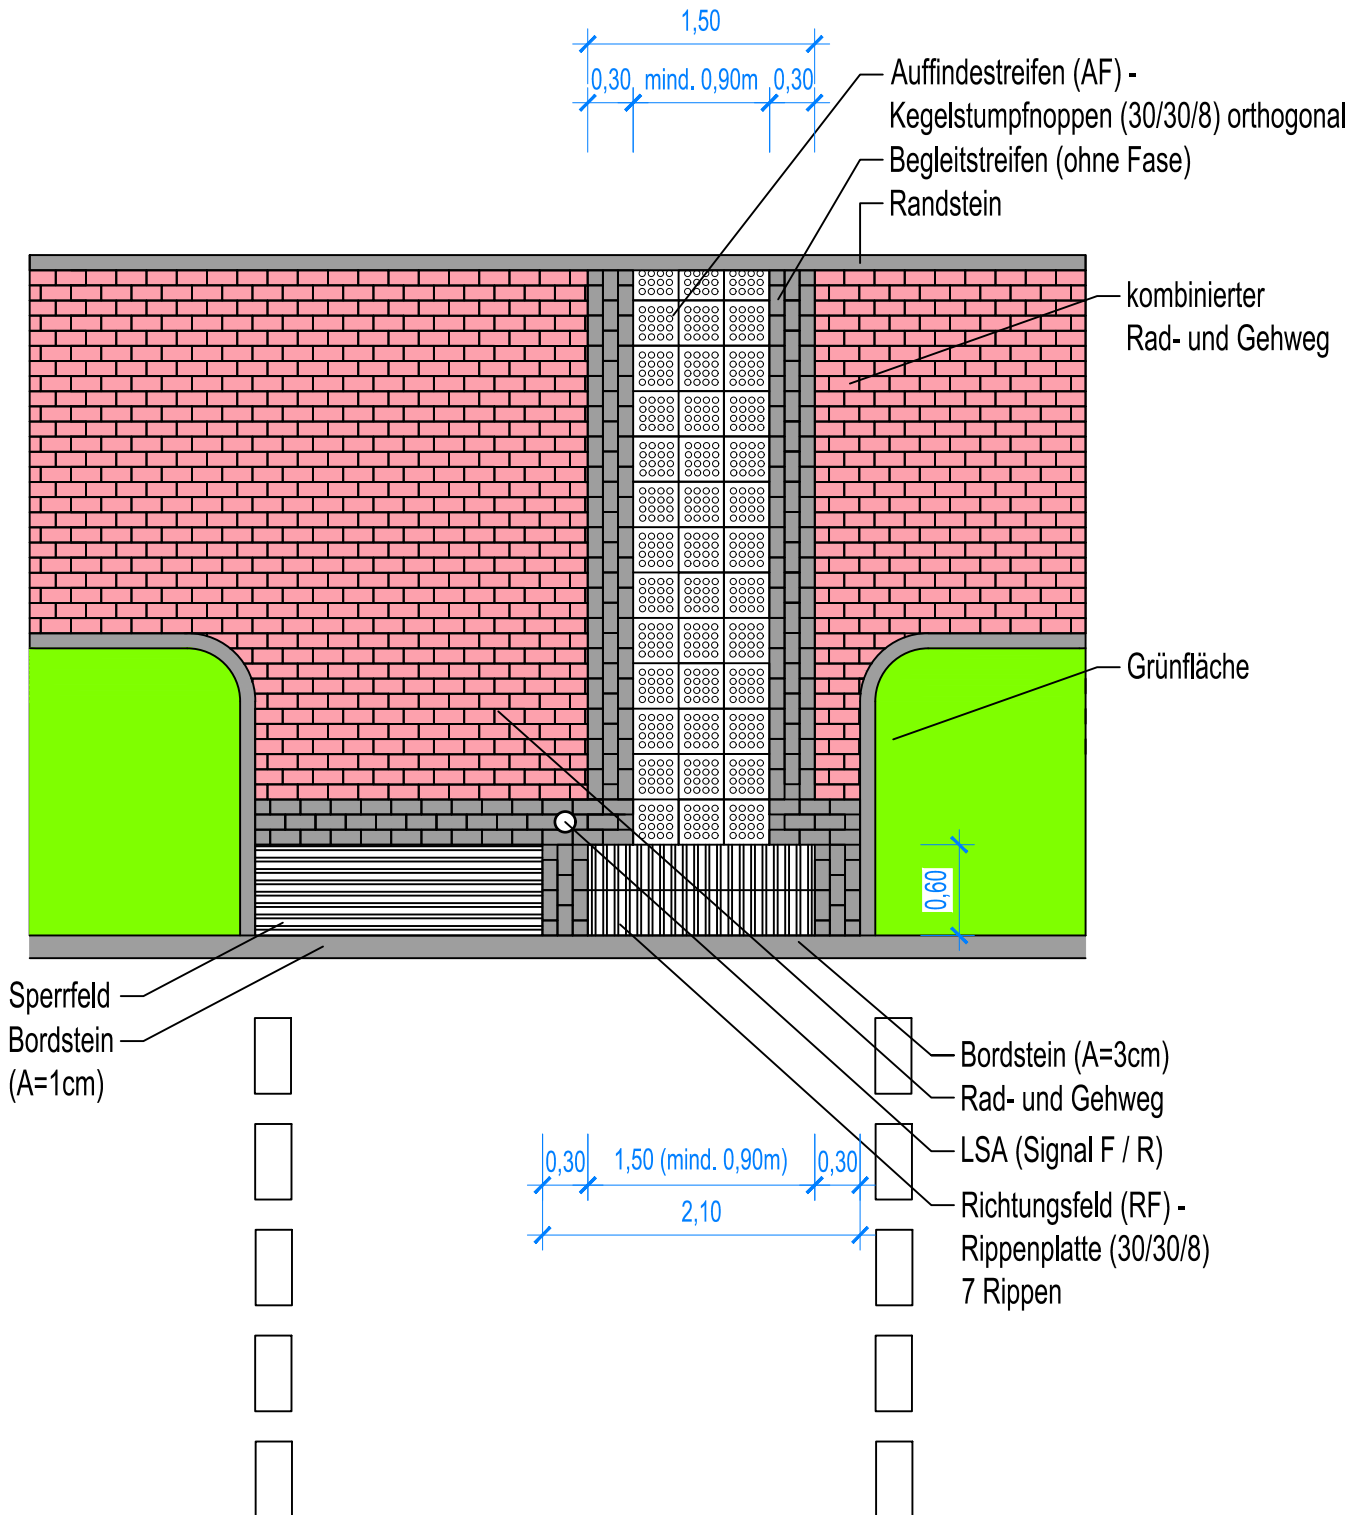 1,50
0,30 mind. 0,90m 0,30
Auffindestreifen (AF) -
Kegelstumpfnoppen (30/30/8) orthogonal
Begleitstreifen (ohne Fase)
Randstein
kombinierter
Rad- und Gehweg
Grünfläche
0,60
Sperrfeld
Bordstein
(A=1cm)
Bordstein (A=3cm)
Rad- und Gehweg
LSA (Signal F / R)
Richtungsfeld (RF) -
Rippenplatte (30/30/8)
7 Rippen
0,30 1,50 (mind. 0,90m) 0,30
2,10